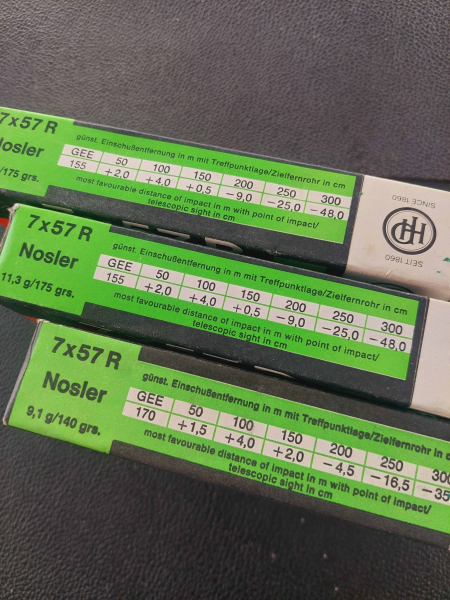 7x57 R
Nosler
/175 grs.
günst. Einschußentfernung in m mit Treffpunktlage/Zielfernrohr in cm
GEE 50 100 150 200 250 300
155 +2,0 +4,0 +0,5 −9,0 −25,0 −48,0
most favourable distance of impact in m with point of impact/
telescopic sight in cm
SINCE 1860
SEIT 1860
7x57 R
Nosler
11,3 g/175 grs.
günst. Einschußentfernung in m mit Treffpunktlage/Zielfernrohr in cm
GEE 50 100 150 200 250 300
155 +2,0 +4,0 +0,5 −9,0 −25,0 −48,0
most favourable distance of impact in m with point of impact/
telescopic sight in cm
7x57 R
Nosler
9,1 g/140 grs.
günst. Einschußentfernung in m mit Treffpunktlage/Zielfernrohr in c
GEE 50 100 150 200 250 300
170 +1,5 +4,0 +2,0 −4,5 −16,5 −35
most favourable distance of impact in m with point of impact/
telescopic sight in cm